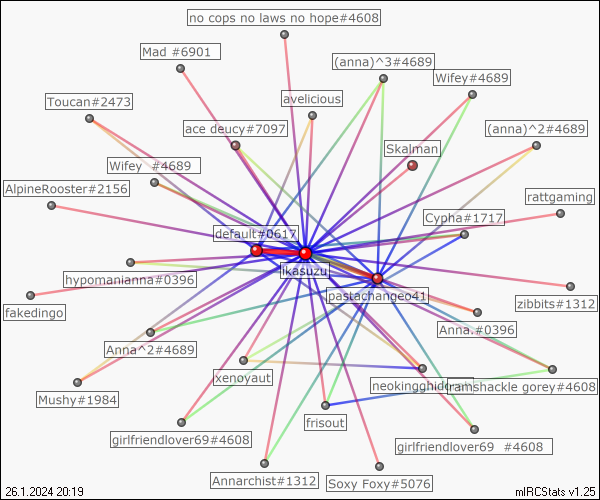 no cops no laws no hope#4608
Mad #6901
(anna)^3#4689
Wifey#4689
Toucan#2473
avelicious
ace deucy#7097
(anna)^2#4689
Skalman
Wifey  #4689
AlpineRooster#2156
rattgaming
Cypha#1717
default#0617
ikasuzu
hypomanianna#0396
pastachangeo41
zibbits#1312
fakedingo
Anna.#0396
Anna^2#4689
xenoyaut
ramshackle gorey#4608
Mushy#1984
frisout
girlfriendlover69#4608
girlfriendlover69  #4608
Annarchist#1312
Soxy Foxy#5076
26.1.2024 20:19
mIRCStats v1.25